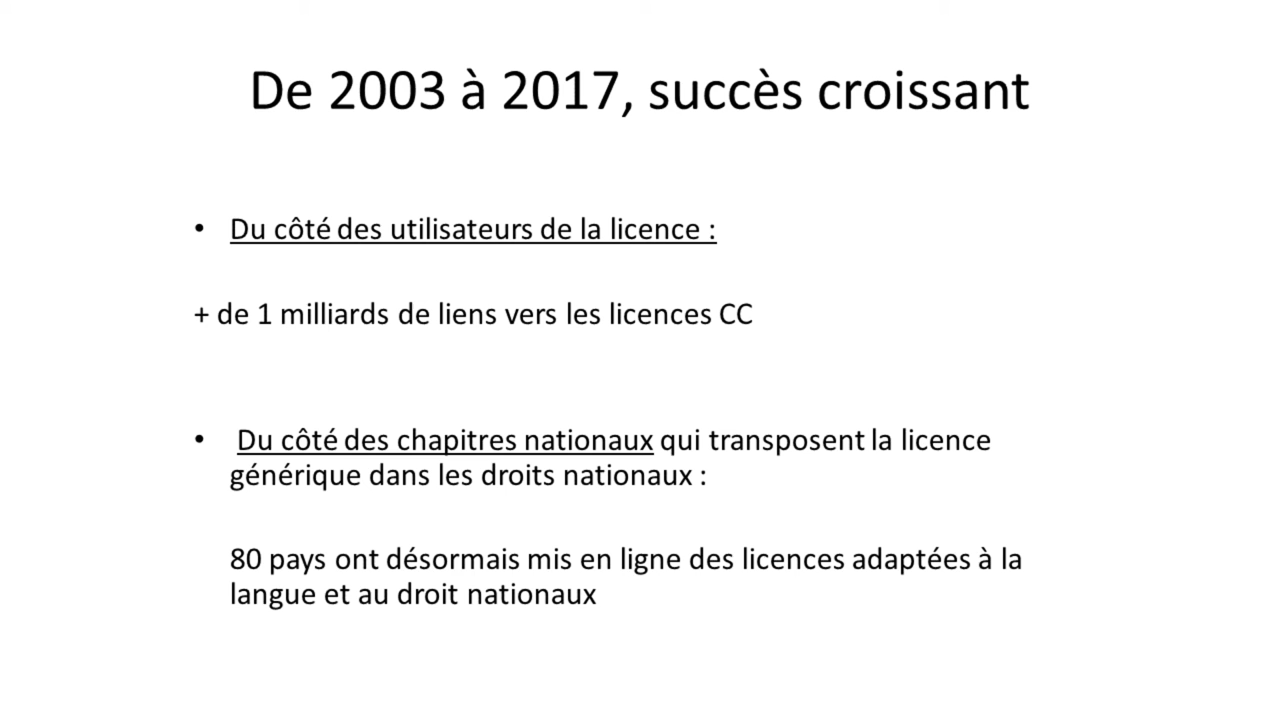 De 2003 à 2017, succès croissant
• Du côté des utilisateurs de la licence :
+ de 1 milliards de liens vers les licences CC
• Du côté des chapitres nationaux qui transposent la licence
générique dans les droits nationaux :
80 pays ont désormais mis en ligne des licences adaptées à la
langue et au droit nationaux